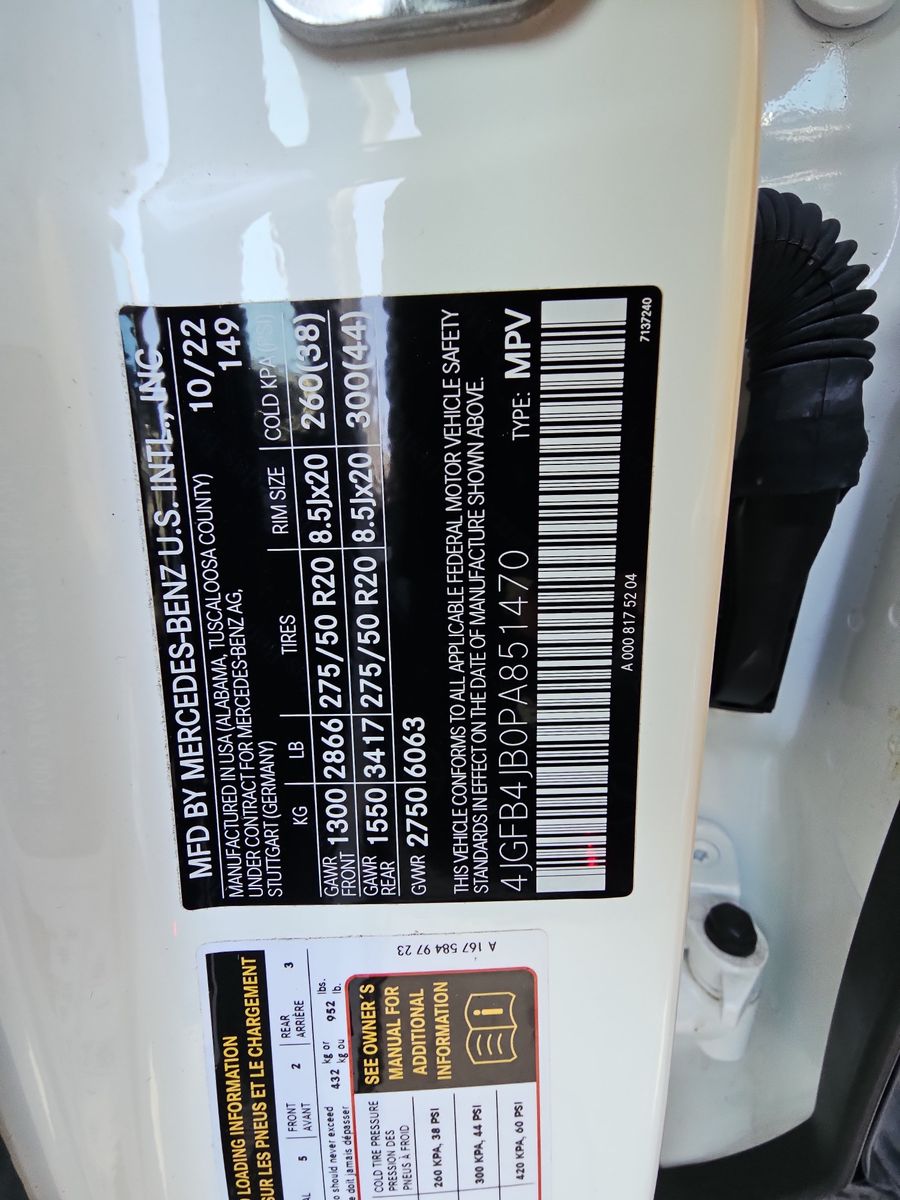 MFD BY MERCEDES-BENZ U.S. INTL., INC
MANUFACTURED IN USA (ALABAMA, TUSCALOOSA COUNTY) 10/22
UNDER CONTRACT FOR MERCEDES-BENZ AG, 149
STUTTGART (GERMANY)
KG LB TIRES RIM SIZE COLD KPA (PSI)
GAWR FRONT 1300 2866 275/50 R20 8.5Jx20 260(38)
GAWR REAR 1550 3417 275/50 R20 8.5Jx20 300(44)
GVWR 2750 6063
THIS VEHICLE CONFORMS TO ALL APPLICABLE FEDERAL MOTOR VEHICLE SAFETY
STANDARDS IN EFFECT ON THE DATE OF MANUFACTURE SHOWN ABOVE.
4JGFB4JB0PA851470 TYPE: MPV
A 000 817 52 04 7137240
LOADING INFORMATION
SUR LES PNEUS ET LE CHARGEMENT
5 FRONT 2 REAR 3
AVANT ARRIÈRE
should never exceed 432 kg or 952 lbs.
doit jamais dépasser kg ou lb.
COLD TIRE PRESSURE
PRESSION DES
PNEUS À FROID
260 KPA, 38 PSI
300 KPA, 44 PSI
420 KPA, 60 PSI
SEE OWNER'S
MANUAL FOR
ADDITIONAL
INFORMATION
A 167 584 97 23